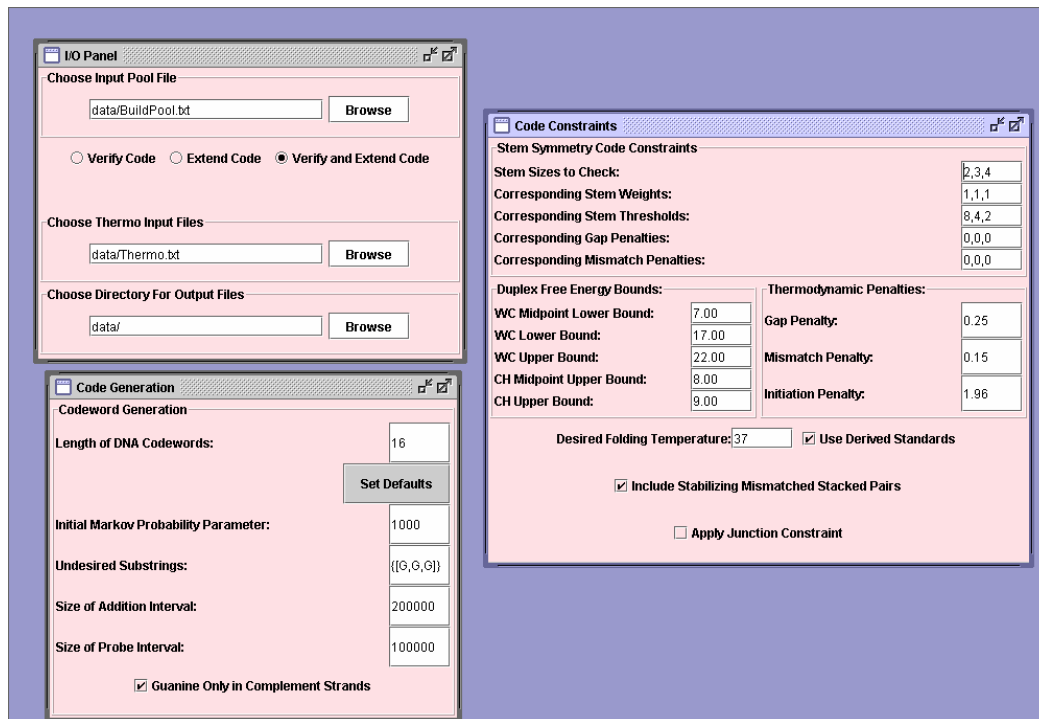 I/O Panel
Choose Input Pool File
data/BuildPool.txt Browse
Verify Code Extend Code Verify and Extend Code
Choose Thermo Input Files
data/Thermo.txt Browse
Choose Directory For Output Files
data/ Browse
Code Generation
Codeword Generation
Length of DNA Codewords: 16
Set Defaults
Initial Markov Probability Parameter: 1000
Undesired Substrings: {[G,G,G]}
Size of Addition Interval: 200000
Size of Probe Interval: 100000
Guanine Only in Complement Strands
Code Constraints
Stem Symmetry Code Constraints
Stem Sizes to Check: 2,3,4
Corresponding Stem Weights: 1,1,1
Corresponding Stem Thresholds: 8,4,2
Corresponding Gap Penalties: 0,0,0
Corresponding Mismatch Penalties: 0,0,0
Duplex Free Energy Bounds:
WC Midpoint Lower Bound: 7.00
WC Lower Bound: 17.00
WC Upper Bound: 22.00
CH Midpoint Upper Bound: 8.00
CH Upper Bound: 9.00
Thermodynamic Penalties:
Gap Penalty: 0.25
Mismatch Penalty: 0.15
Initiation Penalty: 1.96
Desired Folding Temperature: 37 Use Derived Standards
Include Stabilizing Mismatched Stacked Pairs
Apply Junction Constraint